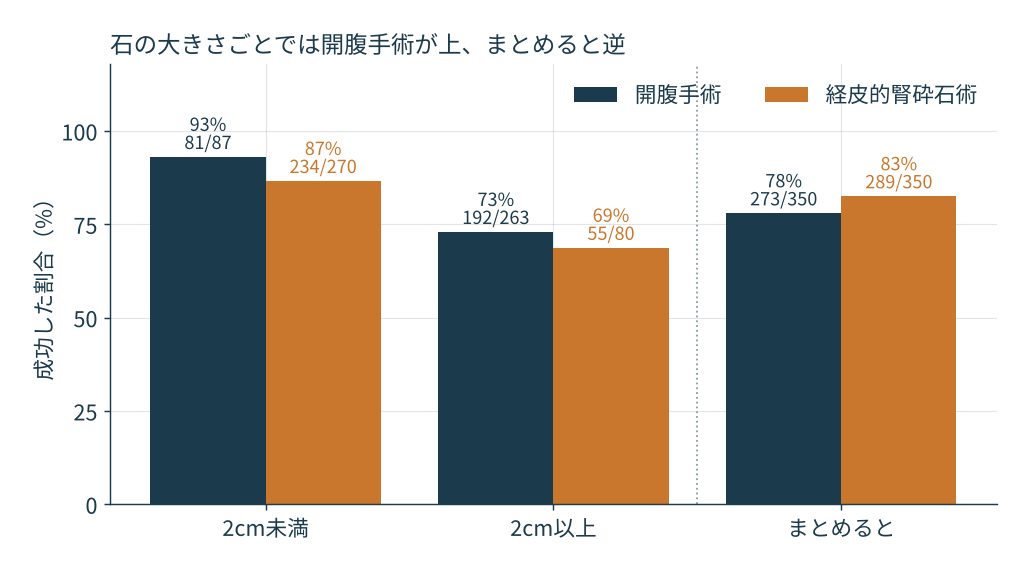 石の大きさごとでは開腹手術が上、まとめると逆
開腹手術
経皮的腎砕石術
成功した割合（%）
100
75
50
25
0
93%
81/87
87%
234/270
73%
192/263
69%
55/80
78%
273/350
83%
289/350
2cm未満
2cm以上
まとめると